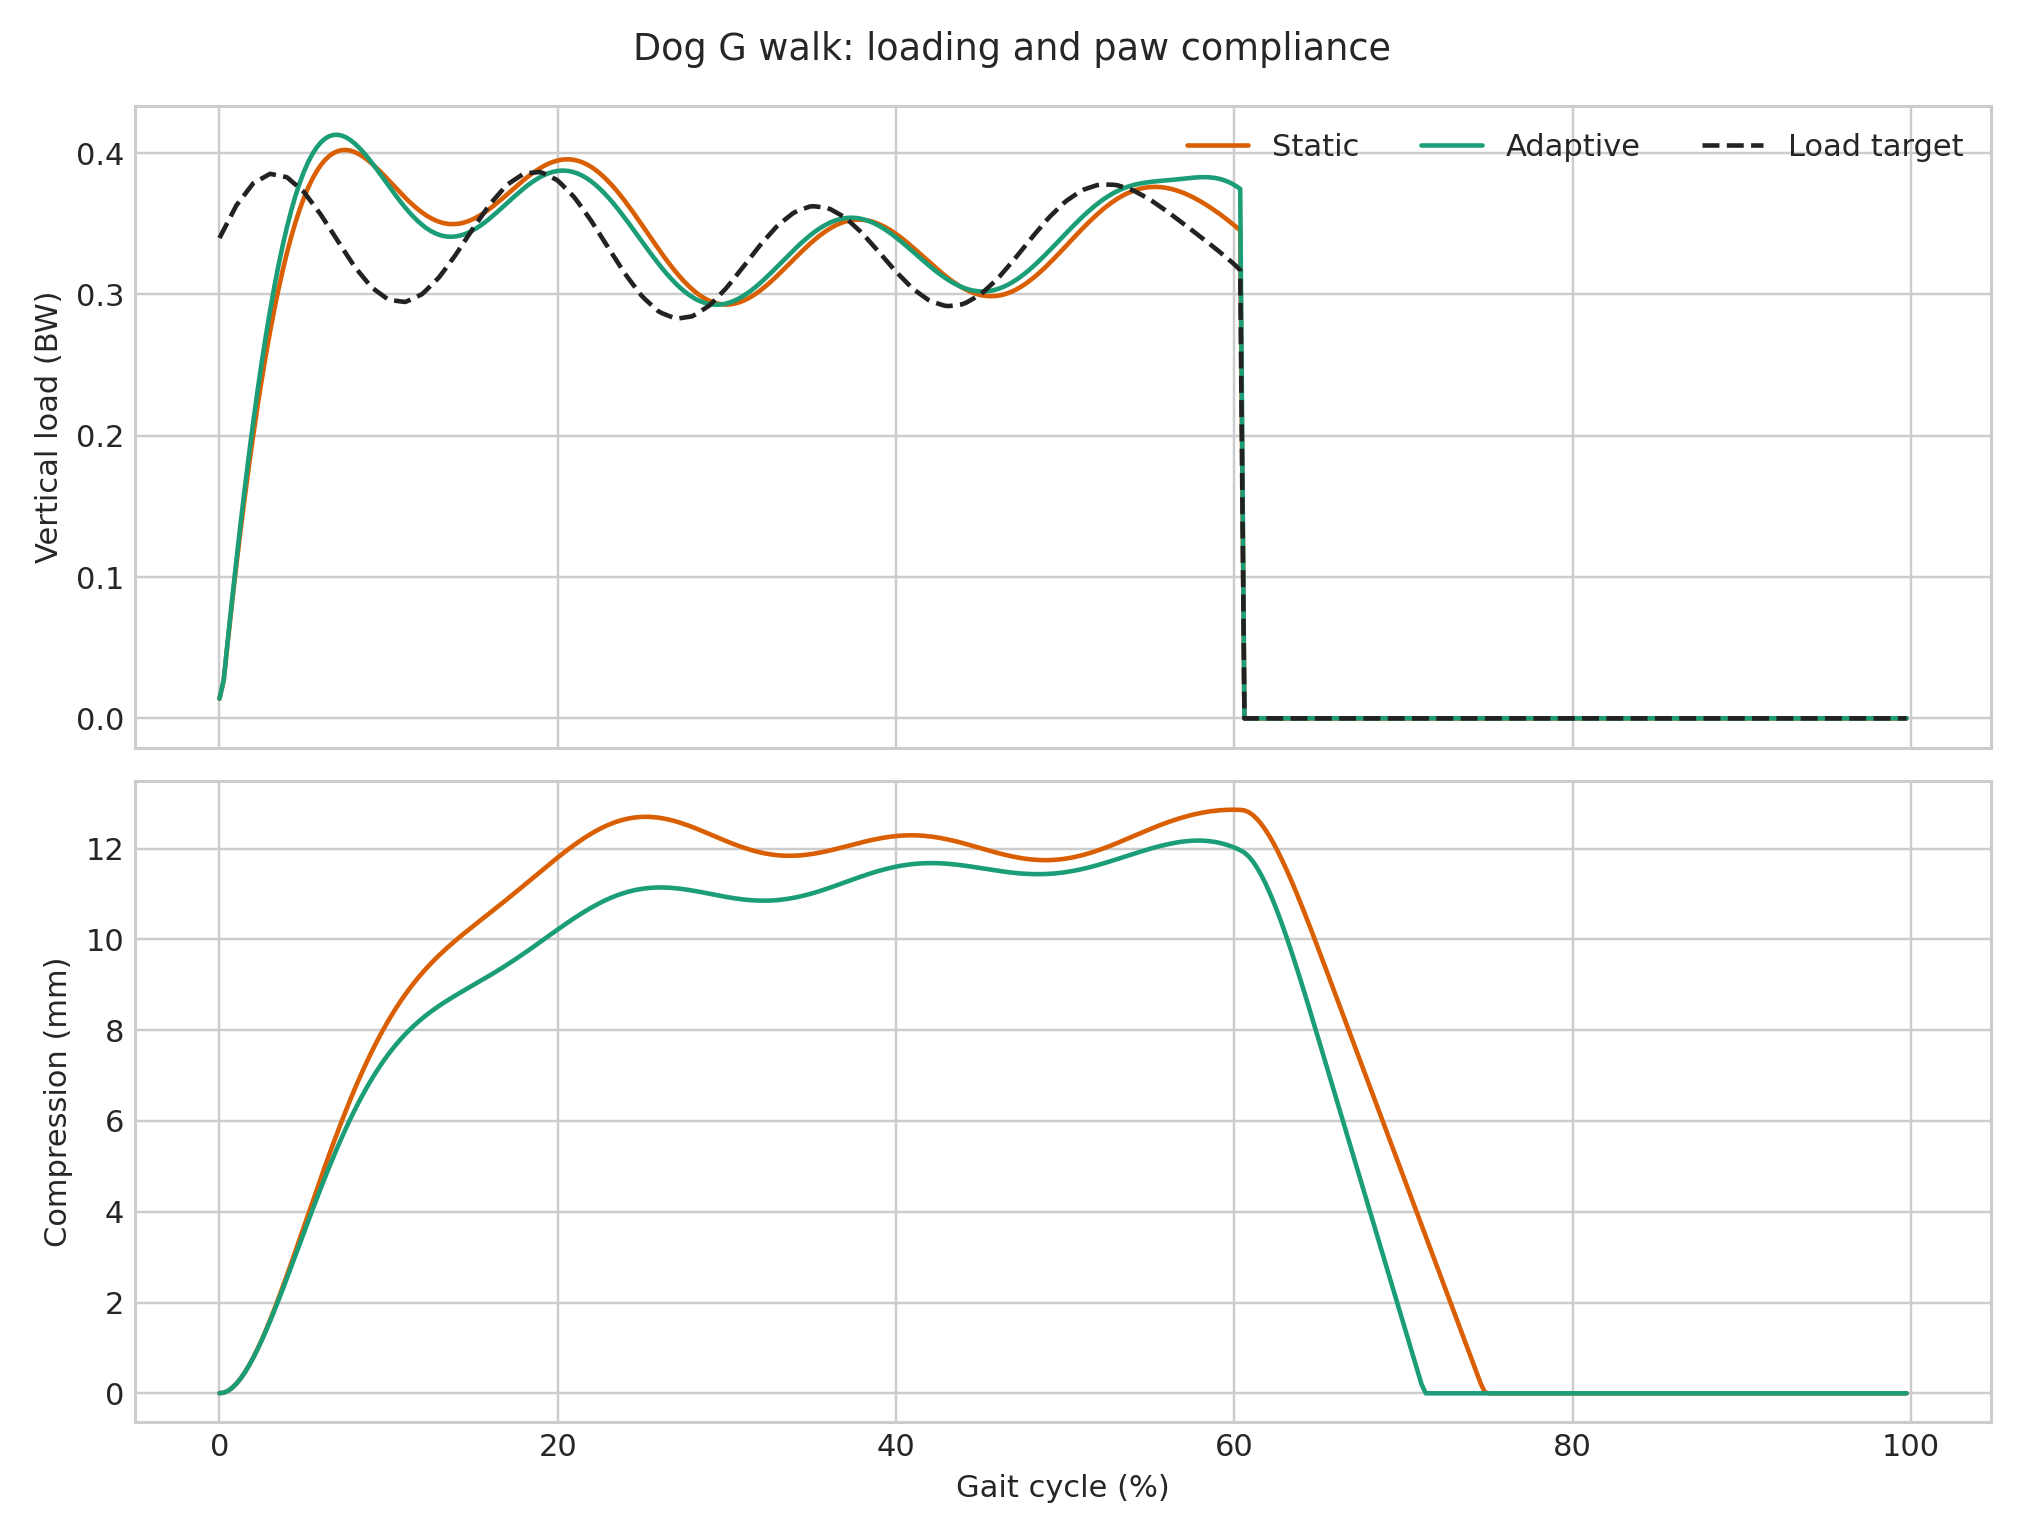 Dog G walk: loading and paw compliance
Static Adaptive Load target
Vertical load (BW)
0.4
0.3
0.2
0.1
0.0
Compression (mm)
12
10
8
6
4
2
0
0 20 40 60 80 100
Gait cycle (%)